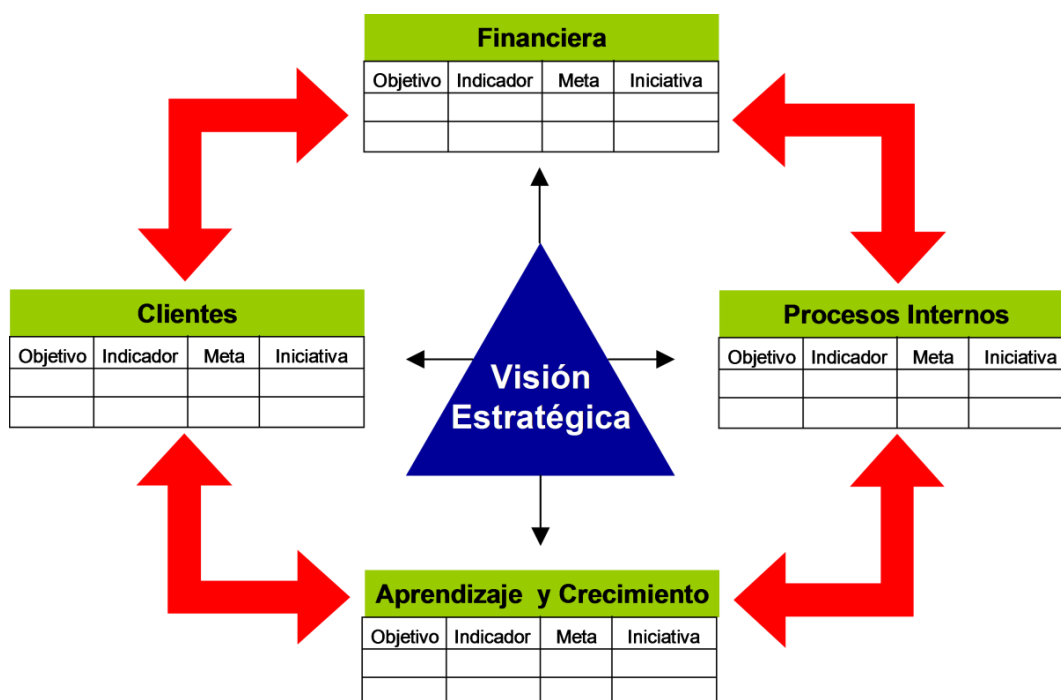 Financiera
Objetivo Indicador Meta Iniciativa
Clientes
Objetivo Indicador Meta Iniciativa
Visión
Estratégica
Procesos Internos
Objetivo Indicador Meta Iniciativa
Aprendizaje y Crecimiento
Objetivo Indicador Meta Iniciativa